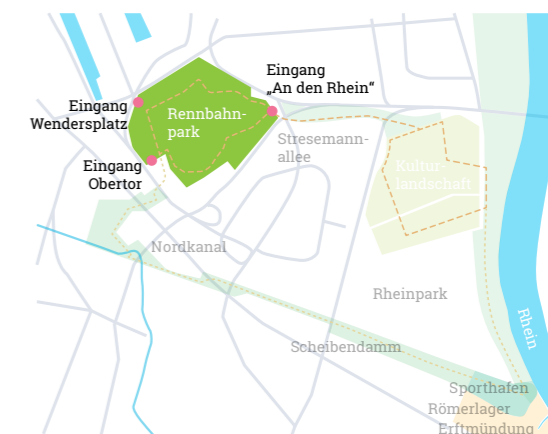 Eingang
„An den Rhein“
Eingang
Wendersplatz
Rennbahn-
park
Stresemann-
allee
Eingang
Obertor
Kultur-
landschaft
Nordkanal
Rheinpark
Rhein
Scheibendamm
Sporthafen
Römerlager
Erftmündung